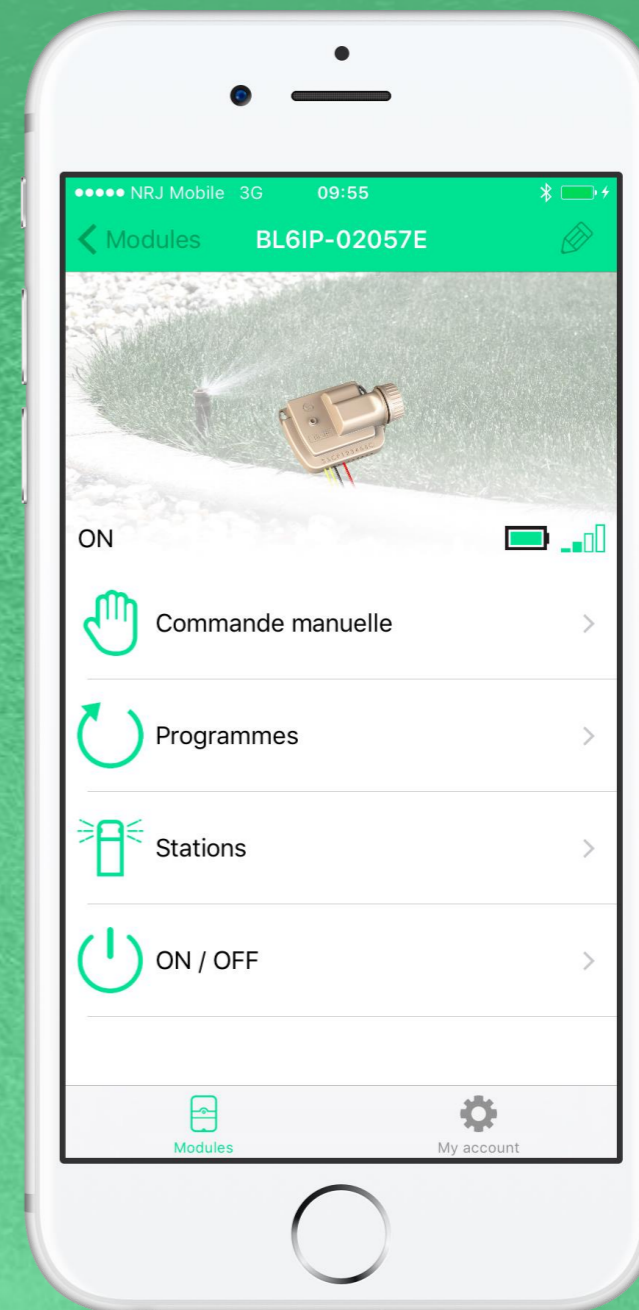 NRJ Mobile 3G 09:55
Modules BL6IP-02057E
ON
Commande manuelle
Programmes
Stations
ON / OFF
Modules My account